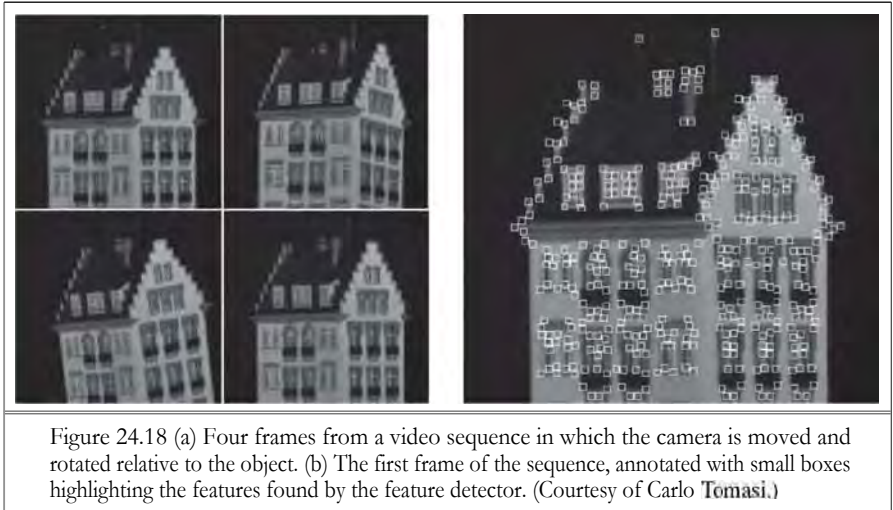 Figure 24.18 (a) Four frames from a video sequence in which the camera is moved and
rotated relative to the object. (b) The first frame of the sequence, annotated with small boxes
highlighting the features found by the feature detector. (Courtesy of Carlo Tomasi.)